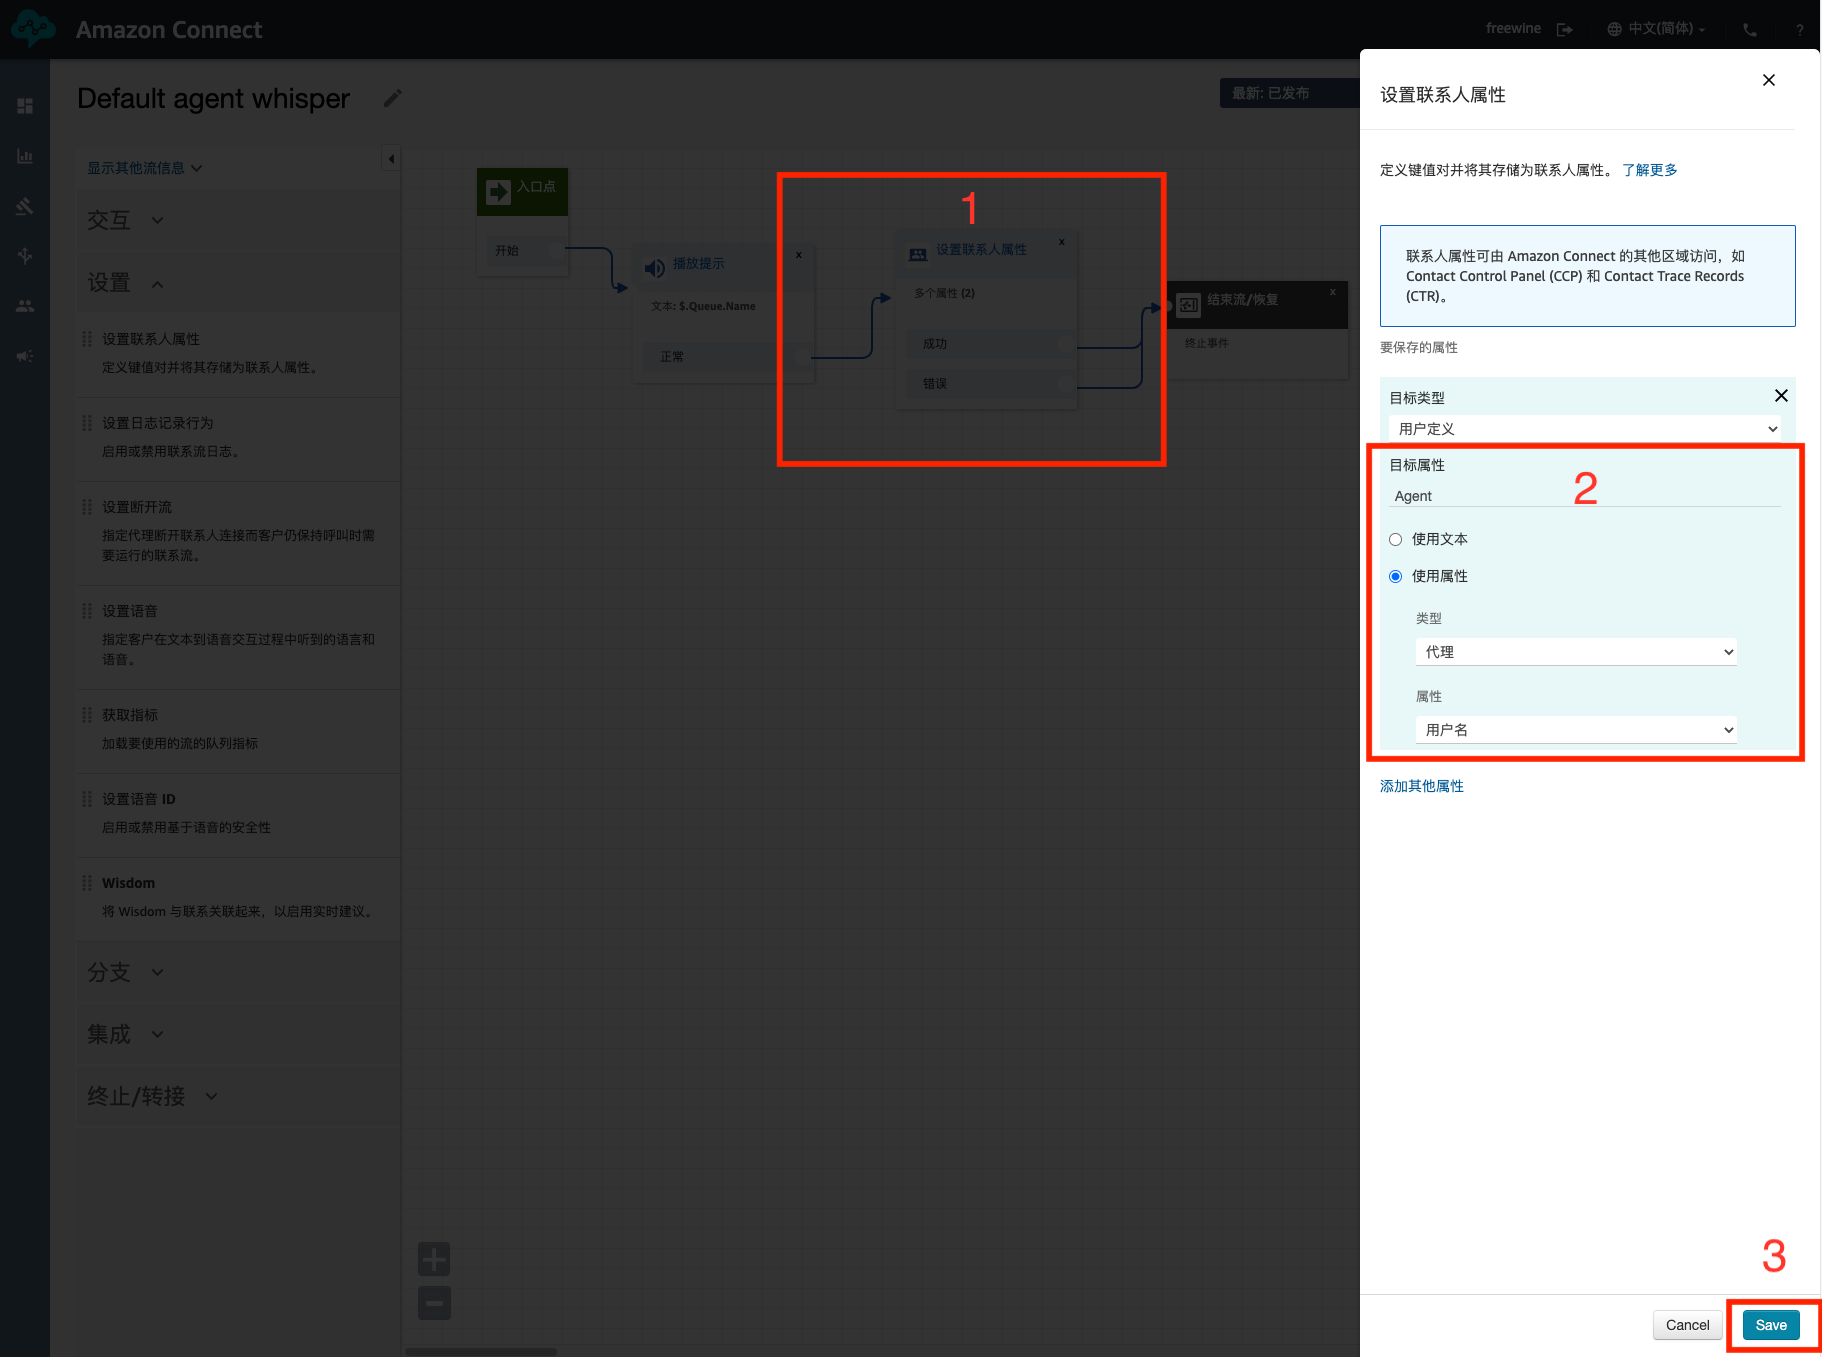 Amazon Connect
freewine
中文(简体)
?
Default agent whisper
最新: 已发布
显示其他流信息
交互
设置
设置联系人属性
定义键值对并将其存储为联系人属性。
设置日志记录行为
启用或禁用联系流日志。
设置断开流
指定代理断开联系人连接而客户仍保持呼叫时需
要运行的联系流。
设置语音
指定客户在文本到语音交互过程中听到的语言和
语音。
获取指标
加载要使用的流的队列指标
设置语音 ID
启用或禁用基于语音的安全性
Wisdom
将 Wisdom 与联系关联起来，以启用实时建议。
分支
集成
终止/转接
入口点
开始
播放提示
x
文本: $.Queue.Name
正常
1
设置联系人属性
x
多个属性 (2)
成功
错误
结束流/恢复
x
终止事件
设置联系人属性
定义键值对并将其存储为联系人属性。 了解更多
联系人属性可由 Amazon Connect 的其他区域访问，如
Contact Control Panel (CCP) 和 Contact Trace Records
(CTR)。
要保存的属性
目标类型
用户定义
目标属性
2
Agent
使用文本
使用属性
类型
代理
属性
用户名
添加其他属性
3
Cancel
Save